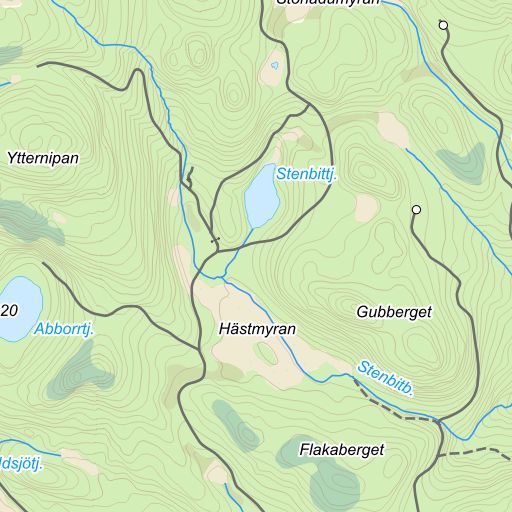 Ytternipan
Stenbittj.
20
Abborrtj.
Hästmyran
Gubberget
Stenbitb.
Flakaberget